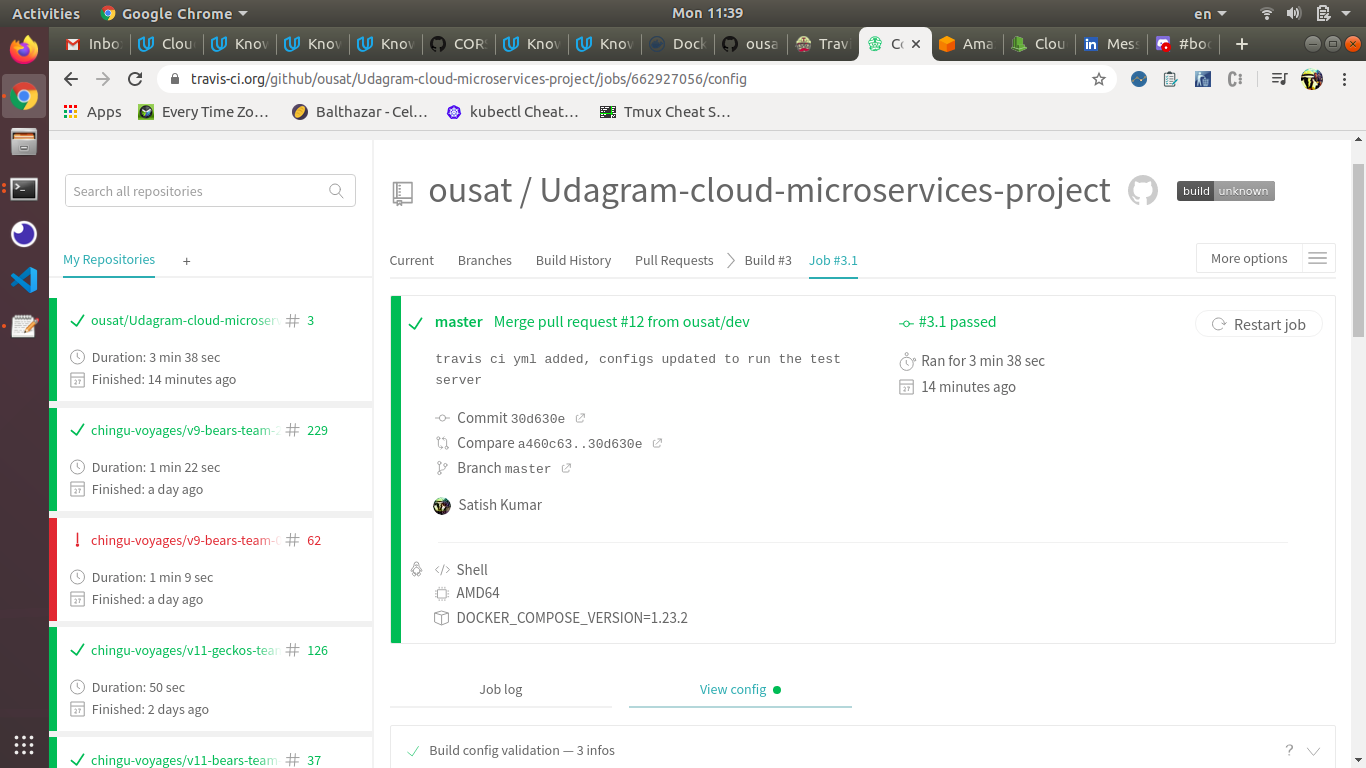 Activities Google Chrome Mon 11:39 en
Inbo Clou Know Know Know CORS Know Know Dock ousa Travi Co Ama Clou Mess #boo
travis-ci.org/github/ousat/Udagram-cloud-microservices-project/jobs/662927056/config
Apps Every Time Zo... Balthazar - Cel... kubectl Cheat... Tmux Cheat S...
Search all repositories
ousat / Udagram-cloud-microservices-project
build unknown
My Repositories +
Current Branches Build History Pull Requests Build #3 Job #3.1
More options
ousat/Udagram-cloud-microser 3
Duration: 3 min 38 sec
Finished: 14 minutes ago
chingu-voyages/v9-bears-team- 229
Duration: 1 min 22 sec
Finished: a day ago
chingu-voyages/v9-bears-team- 62
Duration: 1 min 9 sec
Finished: a day ago
chingu-voyages/v11-geckos-tea 126
Duration: 50 sec
Finished: 2 days ago
chingu-voyages/v11-bears-team 37
master Merge pull request #12 from ousat/dev
#3.1 passed
Restart job
travis ci yml added, configs updated to run the test
server
Ran for 3 min 38 sec
14 minutes ago
Commit 30d630e
Compare a460c63..30d630e
Branch master
Satish Kumar
Shell
AMD64
DOCKER_COMPOSE_VERSION=1.23.2
Job log View config
Build config validation — 3 infos ?